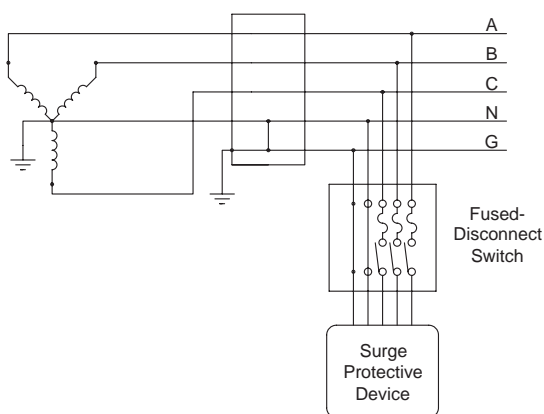 A
B
C
N
G
Fused-
Disconnect
Switch
Surge
Protective
Device